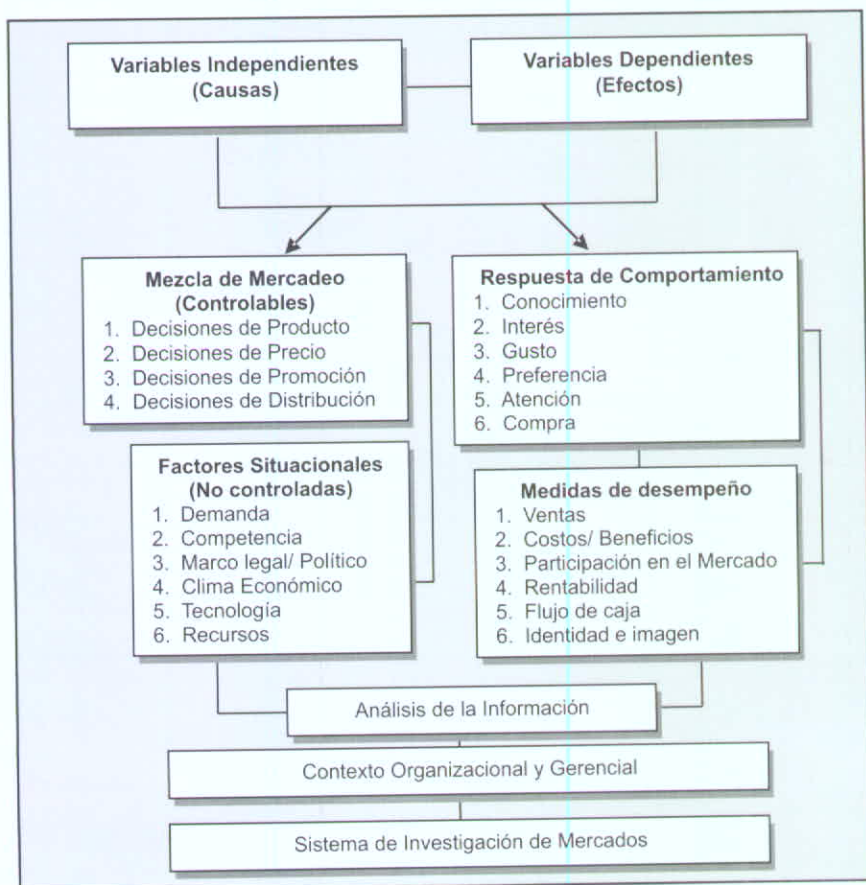 Variables Independientes
(Causas)
Variables Dependientes
(Efectos)
Mezcla de Mercadeo
(Controlables)
1. Decisiones de Producto
2. Decisiones de Precio
3. Decisiones de Promoción
4. Decisiones de Distribución
Respuesta de Comportamiento
1. Conocimiento
2. Interés
3. Gusto
4. Preferencia
5. Atención
6. Compra
Factores Situacionales
(No controladas)
1. Demanda
2. Competencia
3. Marco legal/ Político
4. Clima Económico
5. Tecnología
6. Recursos
Medidas de desempeño
1. Ventas
2. Costos/ Beneficios
3. Participación en el Mercado
4. Rentabilidad
5. Flujo de caja
6. Identidad e imagen
Análisis de la Información
Contexto Organizacional y Gerencial
Sistema de Investigación de Mercados